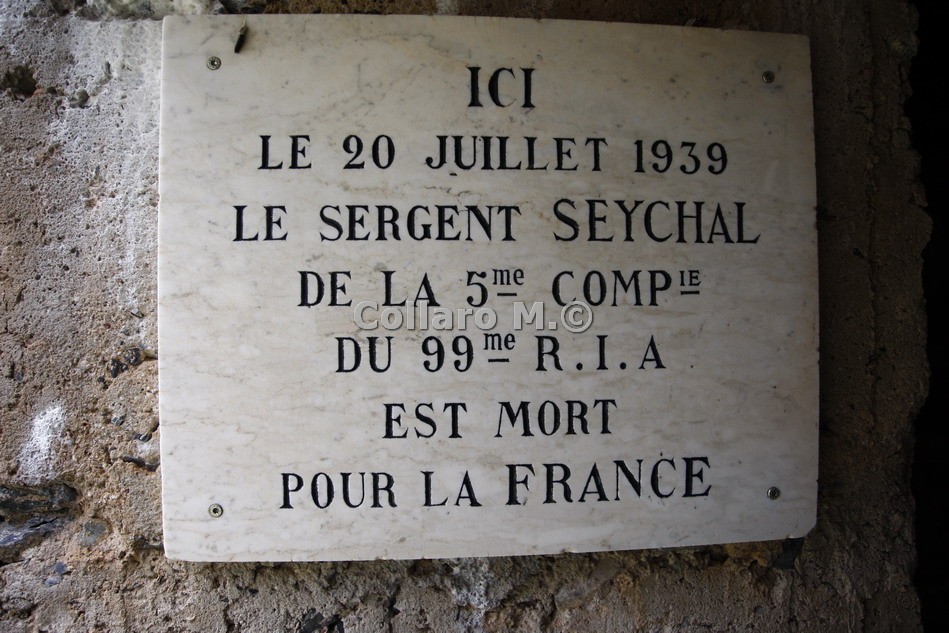 ICI
LE 20 JUILLET 1939
LE SERGENT SEYCHAL
DE LA 5me COMPIE
Collaro M.©
DU 99me R.I.A
EST MORT
POUR LA FRANCE